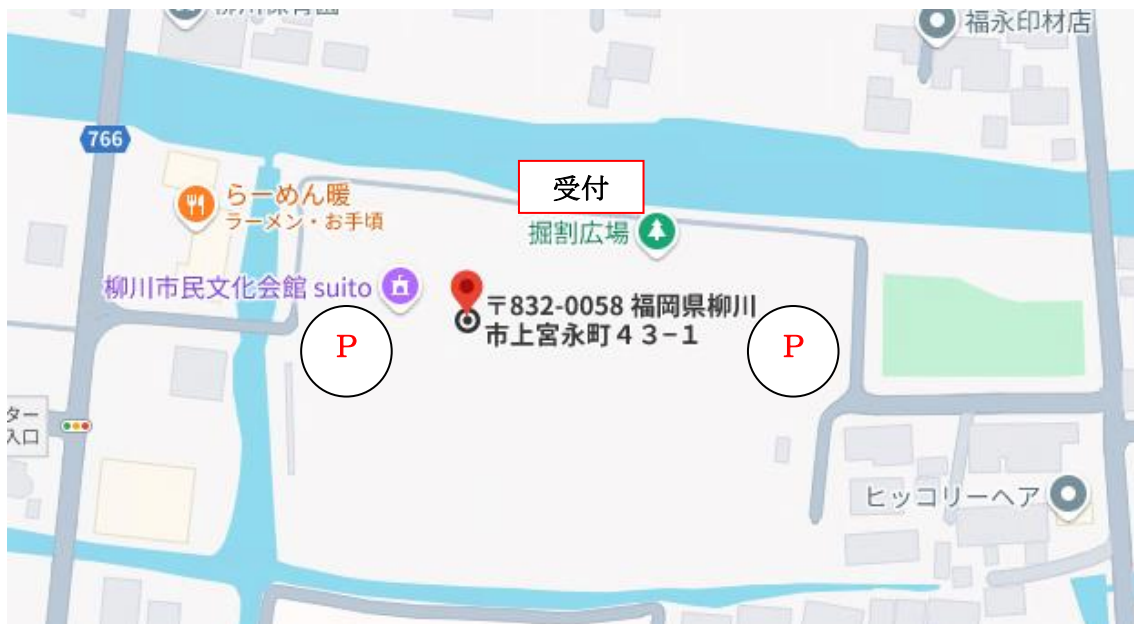 福永印材店
766
受付
らーめん暖
ラーメン・お手頃
掘割広場
柳川市民文化会館 suito
〒832-0058 福岡県柳川
市上宮永町43−1
P
P
ター
入口
ヒッコリーヘア